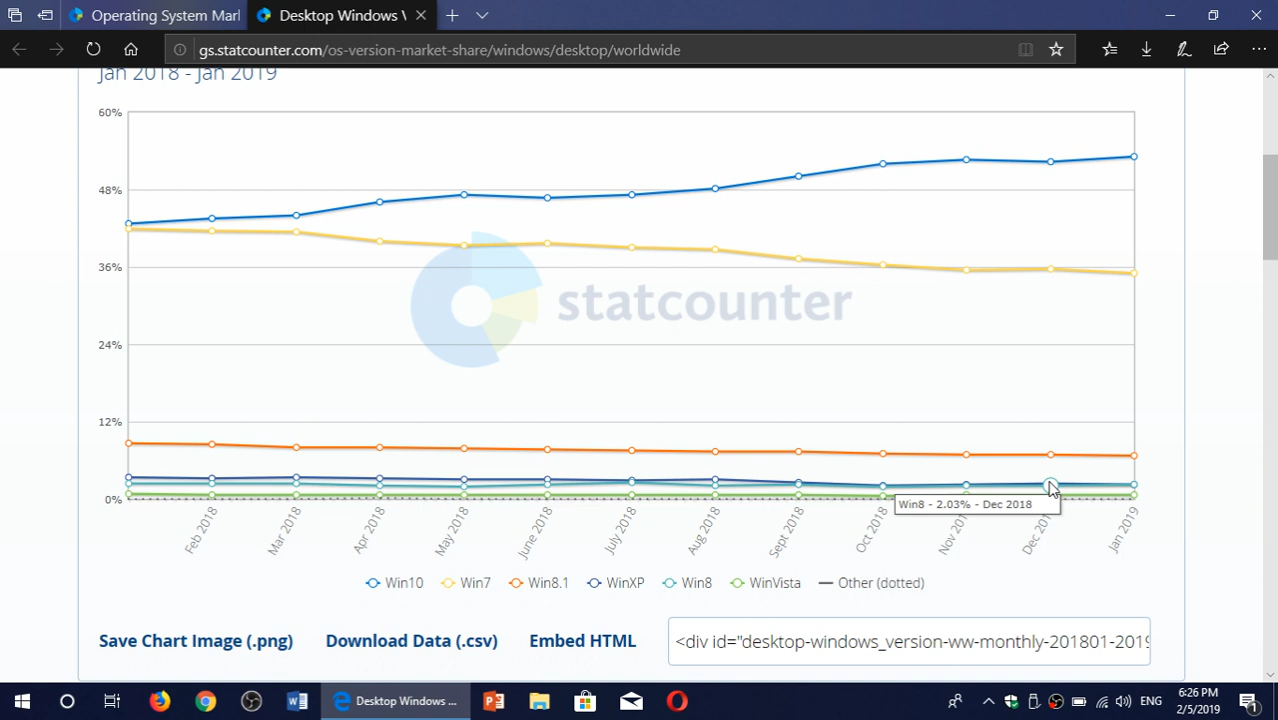 Operating System Marl
Desktop Windows V
gs.statcounter.com/os-version-market-share/windows/desktop/worldwide
Jan 2018 - Jan 2019
60%
48%
36%
24%
12%
0%
statcounter
Win8 - 2.03% - Dec 2018
Feb 2018
Mar 2018
Apr 2018
May 2018
June 2018
July 2018
Aug 2018
Sept 2018
Oct 2018
Nov 201
Dec 201
Jan 2019
Win10 Win7 Win8.1 WinXP Win8 WinVista Other (dotted)
Save Chart Image (.png) Download Data (.csv) Embed HTML <div id="desktop-windows_version-ww-monthly-201801-2019
Desktop Windows ...
ENG
6:26 PM
2/5/2019
1